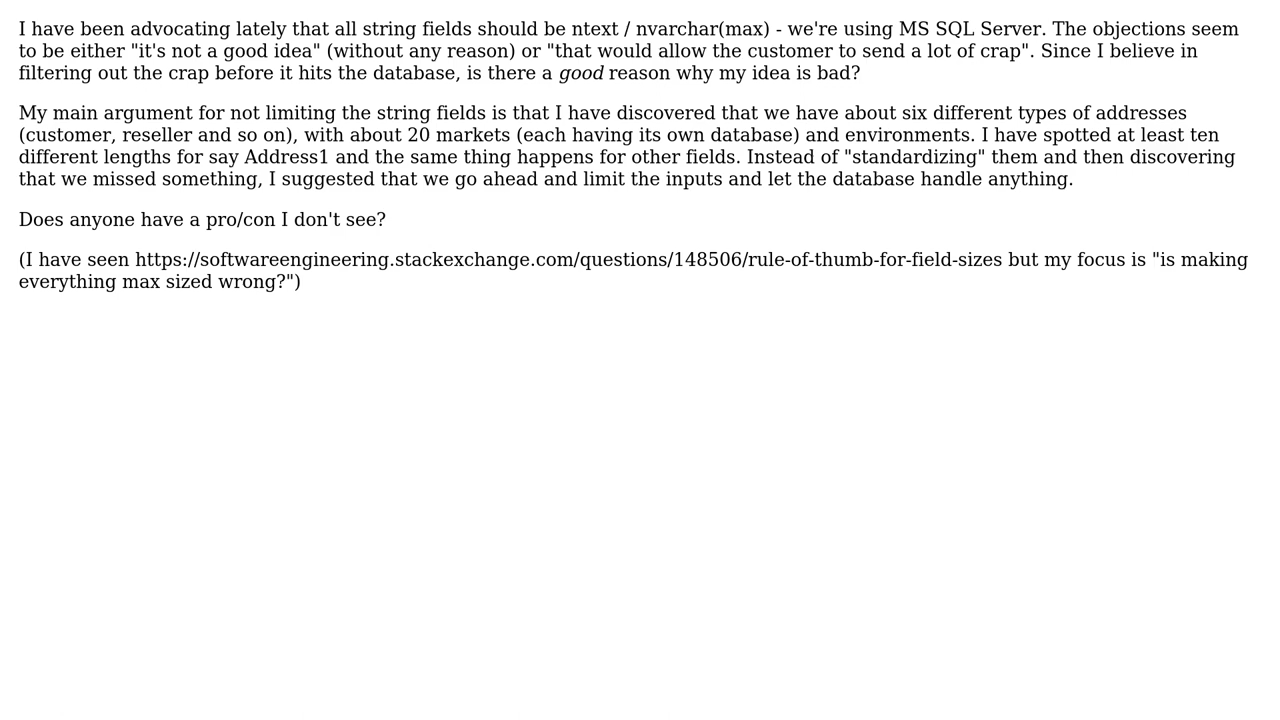 I have been advocating lately that all string fields should be ntext / nvarchar(max) - we're using MS SQL Server. The objections seem
to be either "it's not a good idea" (without any reason) or "that would allow the customer to send a lot of crap". Since I believe in
filtering out the crap before it hits the database, is there a good reason why my idea is bad?
My main argument for not limiting the string fields is that I have discovered that we have about six different types of addresses
(customer, reseller and so on), with about 20 markets (each having its own database) and environments. I have spotted at least ten
different lengths for say Address1 and the same thing happens for other fields. Instead of "standardizing" them and then discovering
that we missed something, I suggested that we go ahead and limit the inputs and let the database handle anything.
Does anyone have a pro/con I don't see?
(I have seen https://softwareengineering.stackexchange.com/questions/148506/rule-of-thumb-for-field-sizes but my focus is "is making
everything max sized wrong?")